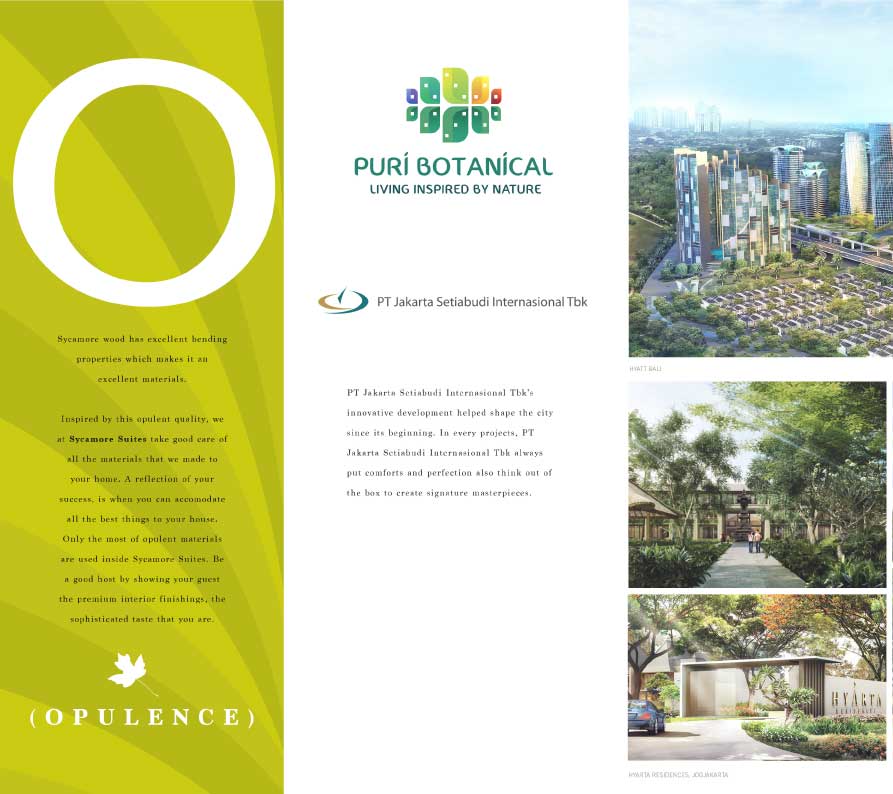 O
Sycamore wood has excellent bending
properties which makes it an
excellent materials.
Inspired by this opulent quality, we
at Sycamore Suites take good care of
all the materials that we made to
your home. A reflection of your
success, is when you can accomodate
all the best things to your house.
Only the most of opulent materials
are used inside Sycamore Suites. Be
a good host by showing your guest
the premium interior finishings, the
sophisticated taste that you are.
(OPULENCE)
PURÍ BOTANÍCAL
LIVING INSPIRED BY NATURE
PT Jakarta Setiabudi Internasional Tbk
PT Jakarta Setiabudi Internasional Tbk's
innovative development helped shape the city
since its beginning. In every projects, PT
Jakarta Setiabudi Internasional Tbk always
put comforts and perfection also think out of
the box to create signature masterpieces.
HYATT BALI
HYARTA
RESIDENCES
HYARTA RESIDENCES, JOGJAKARTA